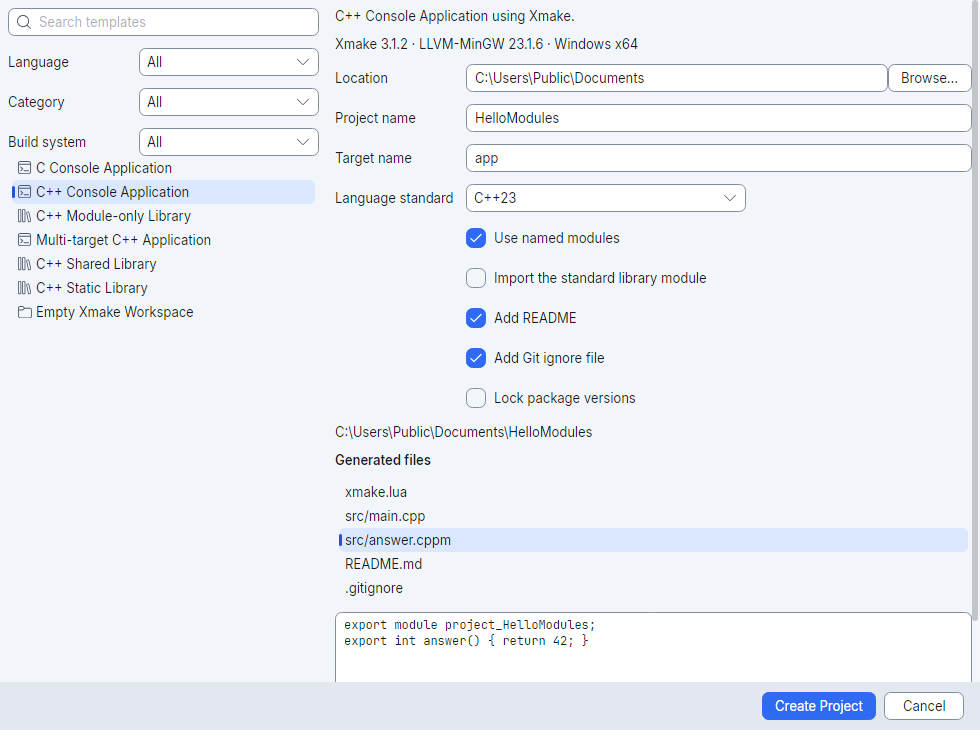 Search templates
Language
All
Category
All
Build system
All
C Console Application
C++ Console Application
C++ Module-only Library
Multi-target C++ Application
C++ Shared Library
C++ Static Library
Empty Xmake Workspace
C++ Console Application using Xmake.
Xmake 3.1.2 · LLVM-MinGW 23.1.6 · Windows x64
Location
C:\Users\Public\Documents
Browse...
Project name
HelloModules
Target name
app
Language standard
C++23
Use named modules
Import the standard library module
Add README
Add Git ignore file
Lock package versions
C:\Users\Public\Documents\HelloModules
Generated files
xmake.lua
src/main.cpp
src/answer.cppm
README.md
.gitignore
export module project_HelloModules;
export int answer() { return 42; }
Create Project
Cancel